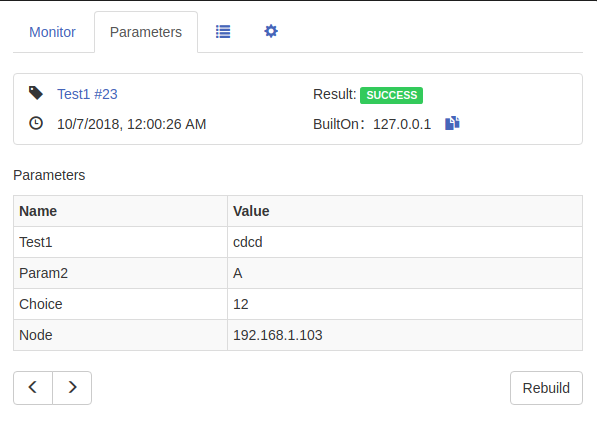 Monitor Parameters
Test1 #23 Result: SUCCESS
10/7/2018, 12:00:26 AM BuiltOn: 127.0.0.1
Parameters
Name Value
Test1 cdcd
Param2 A
Choice 12
Node 192.168.1.103
Rebuild